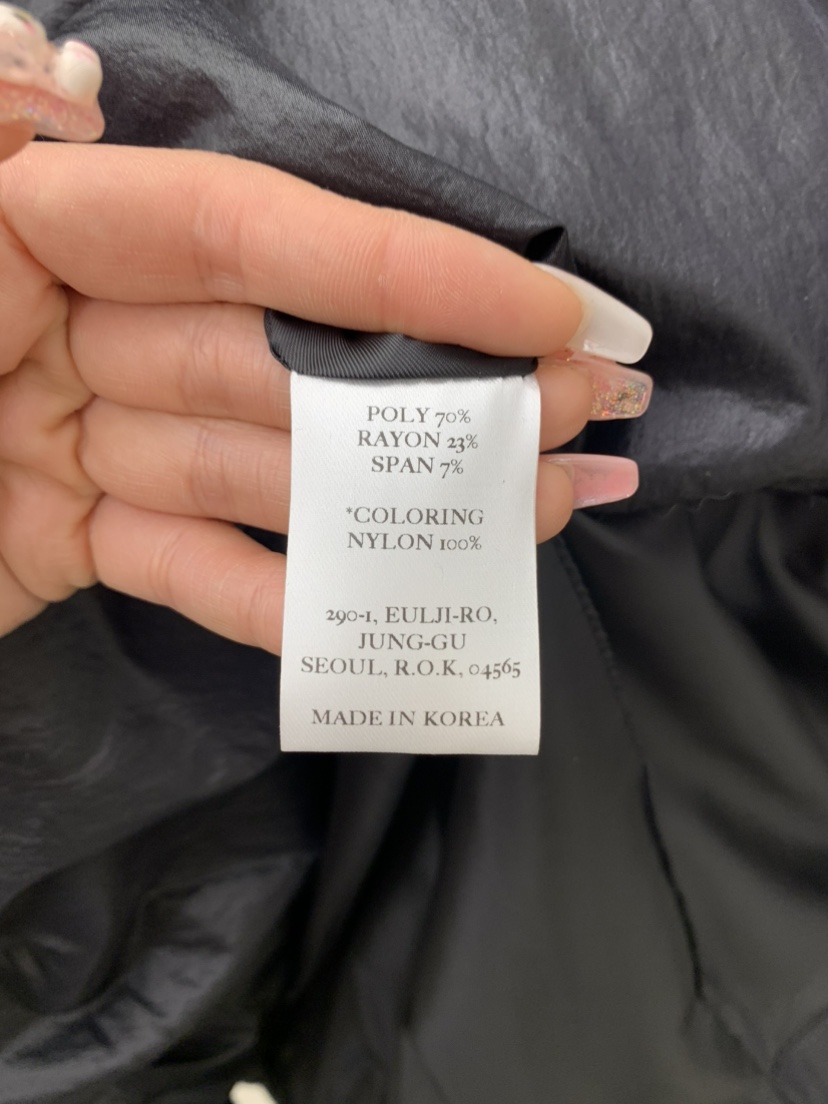 POLY 70%
RAYON 23%
SPAN 7%
*COLORING
NYLON 100%
290-1, EULJI-RO,
JUNG-GU
SEOUL, R.O.K, 04565
MADE IN KOREA